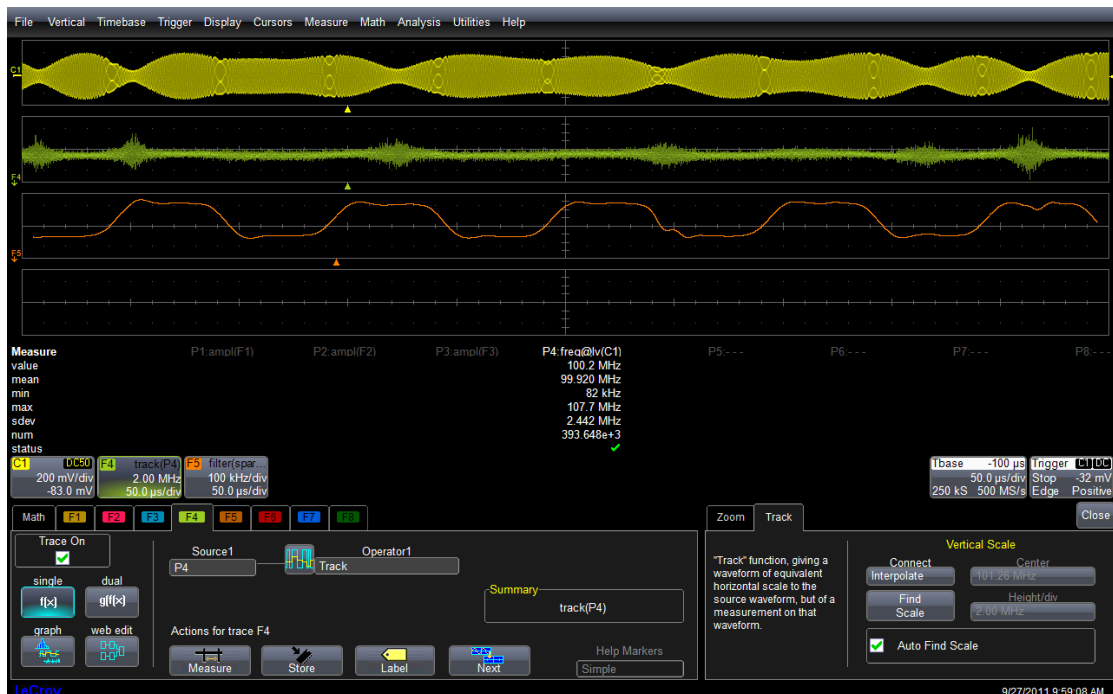 File Vertical Timebase Trigger Display Cursors Measure Math Analysis Utilities Help
C1
F4
F5
Measure P1:ampl(F1) P2:ampl(F2) P3:ampl(F3) P4:freq@lv(C1) P5:- - - P6:- - - P7:- - - P8:- - -
value 100.2 MHz
mean 99.920 MHz
min 82 kHz
max 107.7 MHz
sdev 2.442 MHz
num 393.648e+3
status
C1 DC50 F4 track(P4) F5 filter(spar... Tbase -100 µs Trigger C1 DC
200 mV/div 2.00 MHz 100 kHz/div 50.0 µs/div Stop -32 mV
-83.0 mV 50.0 µs/div 50.0 µs/div 250 kS 500 MS/s Edge Positive
Math F1 F2 F3 F4 F5 F6 F7 F8 Zoom Track Close
Trace On
Source1 Operator1
P4 Track
single dual
f(x) g(f(x))
Summary
track(P4)
graph web edit
Actions for trace F4
Measure Store Label Next
Help Markers
Simple
"Track" function, giving a
waveform of equivalent
horizontal scale to the
source waveform, but of a
measurement on that
waveform.
Vertical Scale
Connect Center
Interpolate 101.26 MHz
Find Scale
Height/div
2.00 MHz
Auto Find Scale
LeCroy 9/27/2011 9:59:08 AM